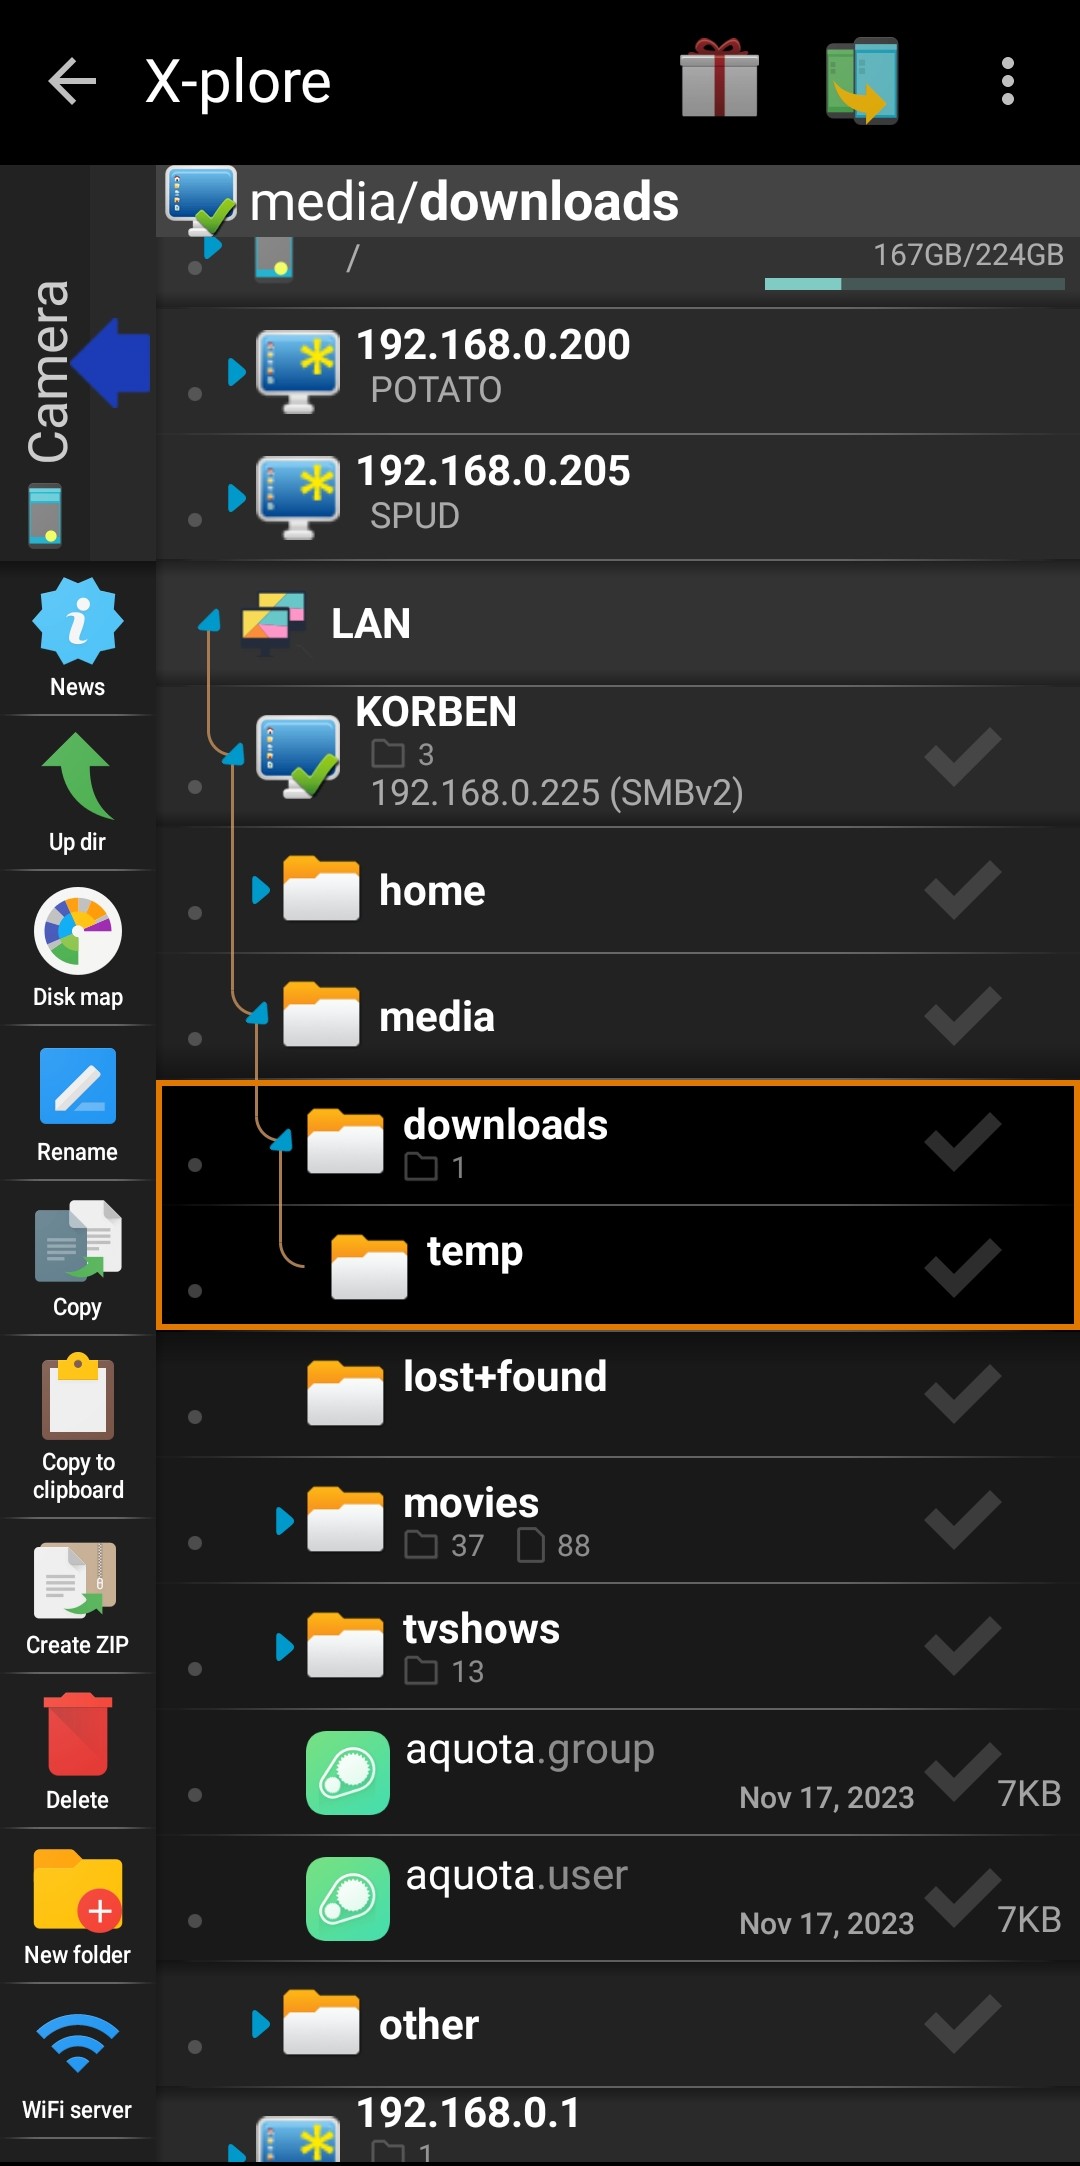 X-plore
media/downloads
/
167GB/224GB
Camera
192.168.0.200
POTATO
192.168.0.205
SPUD
LAN
KORBEN
3
192.168.0.225 (SMBv2)
home
media
downloads
1
temp
lost+found
movies
37 88
tvshows
13
aquota.group
Nov 17, 2023 7KB
aquota.user
Nov 17, 2023 7KB
other
192.168.0.1
1
News
Up dir
Disk map
Rename
Copy
Copy to
clipboard
Create ZIP
Delete
New folder
WiFi server